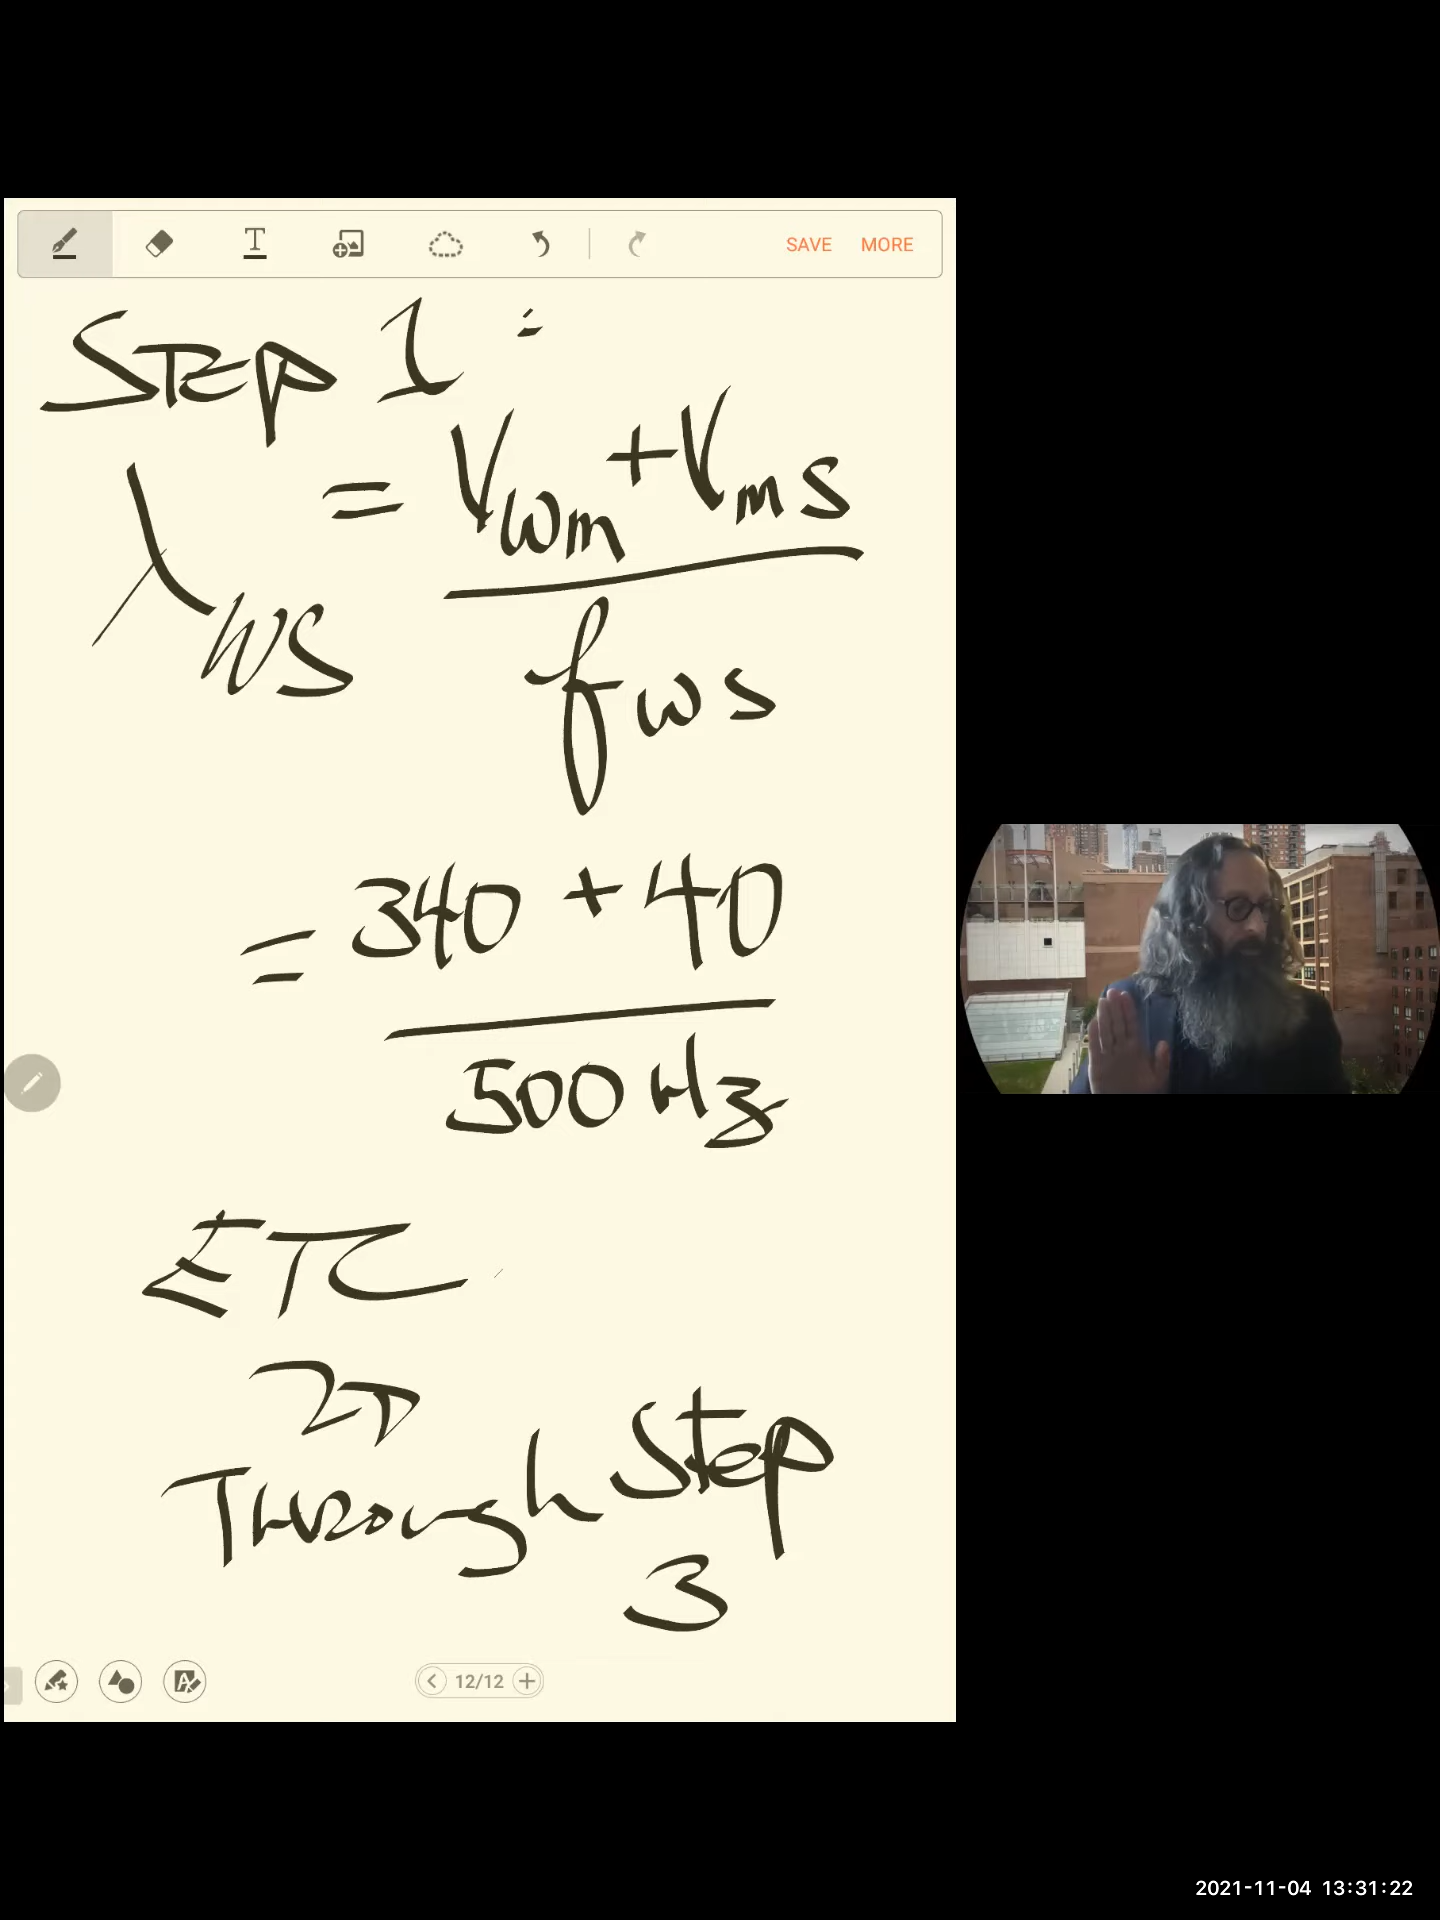 T
SAVE MORE
STEP 1 :
λws = Vwm + Vms
fws
= 340 + 40
500 Hz
ETC
Through Step
3
12/12
2021-11-04 13:31:22